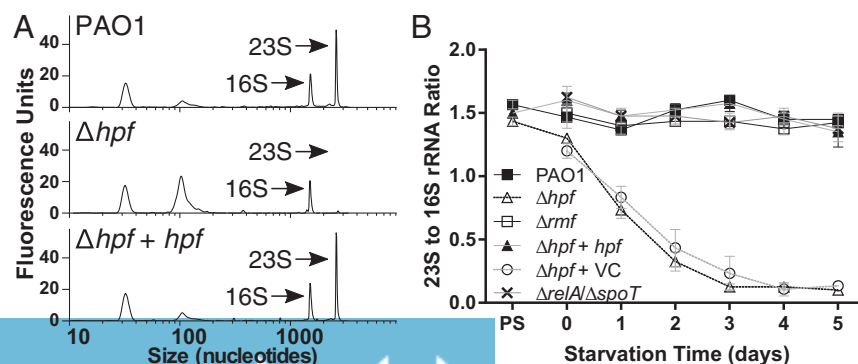 A
PAO1
40
20
0
23S
16S
Δhpf
40
20
0
23S
16S
Δhpf + hpf
40
20
0
23S
16S
Fluorescence Units
10 100 1000
Size (nucleotides)
B
2.0
1.5
1.0
0.5
0.0
23S to 16S rRNA Ratio
PAO1
Δhpf
Δrmf
Δhpf + hpf
Δhpf + VC
ΔrelA/ΔspoT
PS 0 1 2 3 4 5
Starvation Time (days)